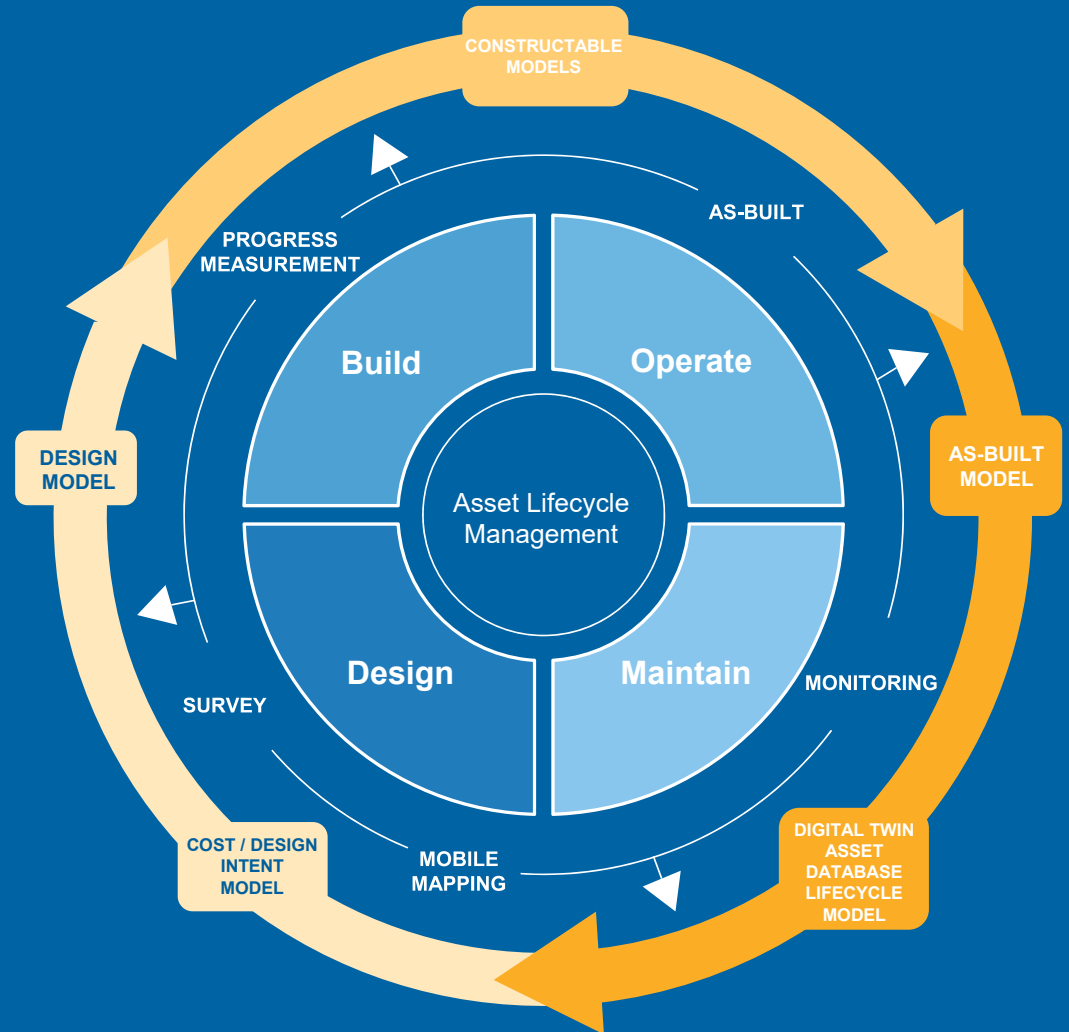 CONSTRUCTABLE
MODELS
AS-BUILT
PROGRESS
MEASUREMENT
Build
Operate
DESIGN
MODEL
AS-BUILT
MODEL
Asset Lifecycle
Management
Design
Maintain
SURVEY
MONITORING
COST / DESIGN
INTENT
MODEL
MOBILE
MAPPING
DIGITAL TWIN
ASSET
DATABASE
LIFECYCLE
MODEL